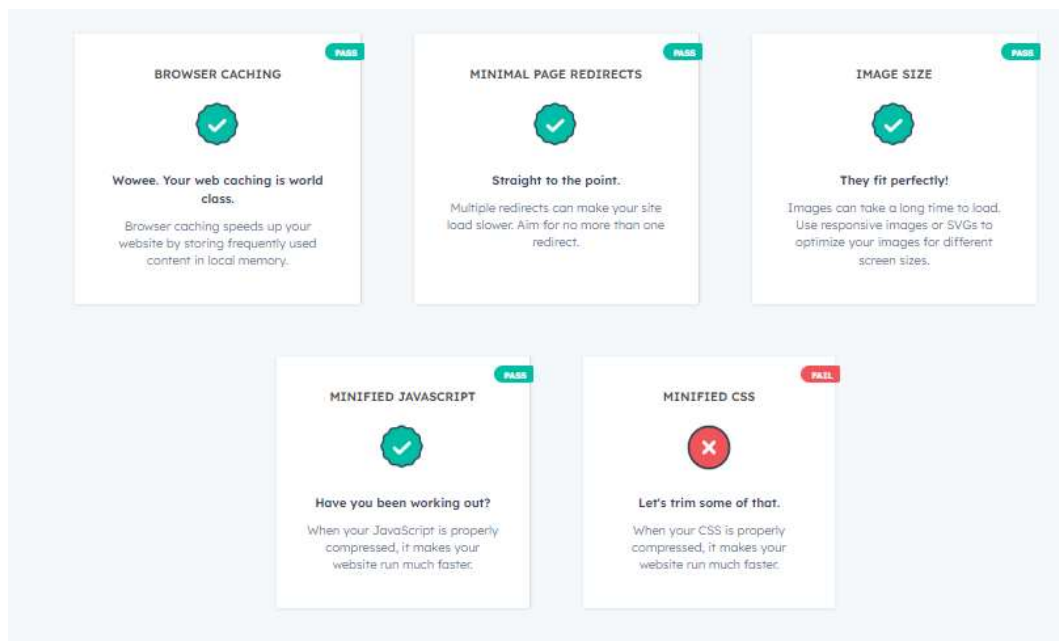 PASS
BROWSER CACHING
Wowee. Your web caching is world
class.
Browser caching speeds up your
website by storing frequently used
content in local memory.
PASS
MINIMAL PAGE REDIRECTS
Straight to the point.
Multiple redirects can make your site
load slower. Aim for no more than one
redirect.
PASS
IMAGE SIZE
They fit perfectly!
Images can take a long time to load.
Use responsive images or SVGs to
optimize your images for different
screen sizes.
PASS
MINIFIED JAVASCRIPT
Have you been working out?
When your JavaScript is properly
compressed, it makes your
website run much faster.
FAIL
MINIFIED CSS
Let's trim some of that.
When your CSS is properly
compressed, it makes your
website run much faster.